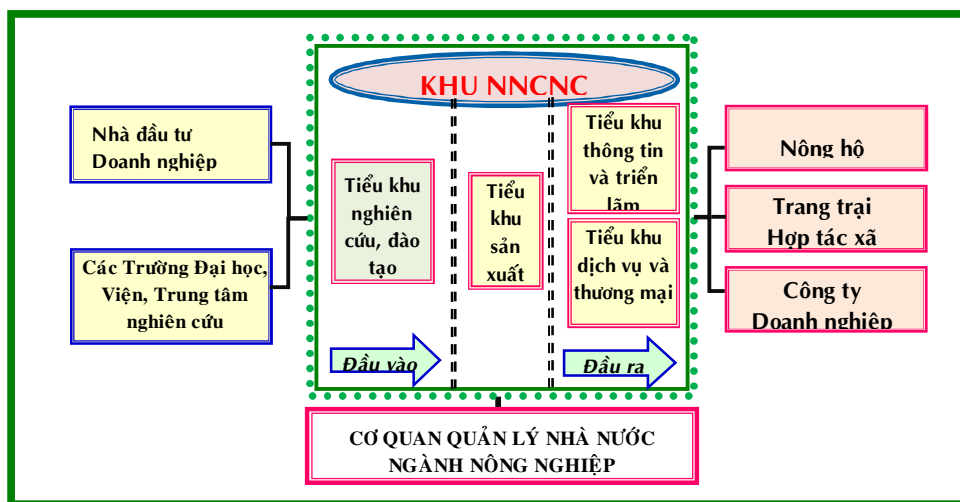 KHU NNCNC
Nhà đầu tư
Doanh nghiệp
Các Trường Đại học,
Viện, Trung tâm
nghiên cứu
Tiểu khu
nghiên
cứu, đào
tạo
Tiểu
khu
sản
xuất
Tiểu khu
thông tin
và triển
lãm
Tiểu khu
dịch vụ và
thương mại
Đầu vào
Đầu ra
Nông hộ
Trang trại
Hợp tác xã
Công ty
Doanh nghiệp
CƠ QUAN QUẢN LÝ NHÀ NƯỚC
NGÀNH NÔNG NGHIỆP